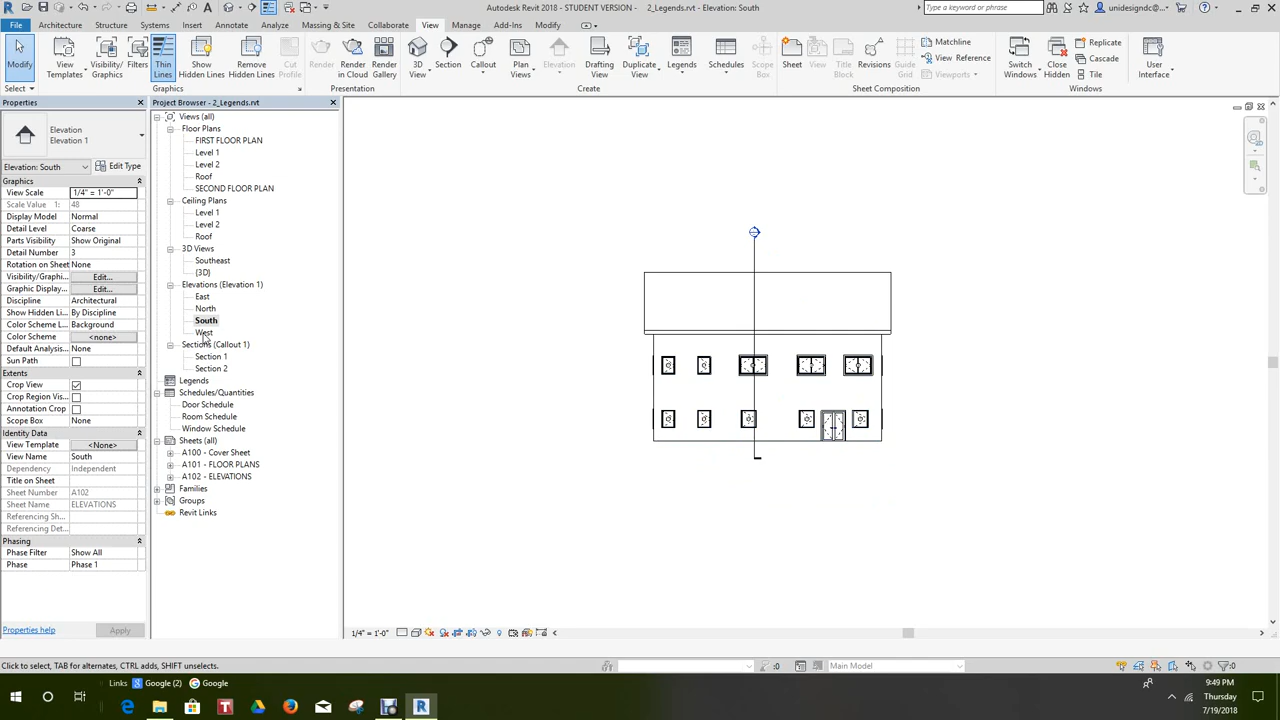 Autodesk Revit 2018 - STUDENT VERSION - 2_Legends.rvt - Elevation: South
Type a keyword or phrase
unidesigndc@...
File Architecture Structure Systems Insert Annotate Analyze Massing & Site Collaborate View Manage Add-Ins Modify
Modify
View Templates
Visibility/ Graphics
Filters
Thin Lines
Show Hidden Lines
Remove Hidden Lines
Cut Profile
Render
Render in Cloud
Render Gallery
3D View
Section
Callout
Plan Views
Elevation
Drafting View
Duplicate View
Legends
Schedules
Scope Box
Sheet
View
Title Block
Revisions
Guide Grid
Matchline
View Reference
Viewports
Switch Windows
Close Hidden
Replicate
Cascade
Tile
User Interface
Select Graphics Presentation Create Sheet Composition Windows
Properties
Elevation
Elevation 1
Elevation: South Edit Type
Graphics
View Scale 1/4" = 1'-0"
Scale Value 1: 48
Display Model Normal
Detail Level Coarse
Parts Visibility Show Original
Detail Number 3
Rotation on Sheet None
Visibility/Graphi... Edit...
Graphic Display... Edit...
Discipline Architectural
Show Hidden Li... By Discipline
Color Scheme L... Background
Color Scheme <none>
Default Analysis... None
Sun Path
Extents
Crop View
Crop Region Vis...
Annotation Crop
Scope Box None
Identity Data
View Template <None>
View Name South
Dependency Independent
Title on Sheet
Sheet Number A102
Sheet Name ELEVATIONS
Referencing Sh...
Referencing Det...
Phasing
Phase Filter Show All
Phase Phase 1
Properties help Apply
Project Browser - 2_Legends.rvt
Views (all)
Floor Plans
FIRST FLOOR PLAN
Level 1
Level 2
Roof
SECOND FLOOR PLAN
Ceiling Plans
Level 1
Level 2
Roof
3D Views
Southeast
{3D}
Elevations (Elevation 1)
East
North
South
West
Sections (Callout 1)
Section 1
Section 2
Legends
Schedules/Quantities
Door Schedule
Room Schedule
Window Schedule
Sheets (all)
A100 - Cover Sheet
A101 - FLOOR PLANS
A102 - ELEVATIONS
Families
Groups
Revit Links
1/4" = 1'-0"
Click to select, TAB for alternates, CTRL adds, SHIFT unselects.
:0
Main Model
:0
Links Google (2) Google
9:49 PM
Thursday
7/19/2018